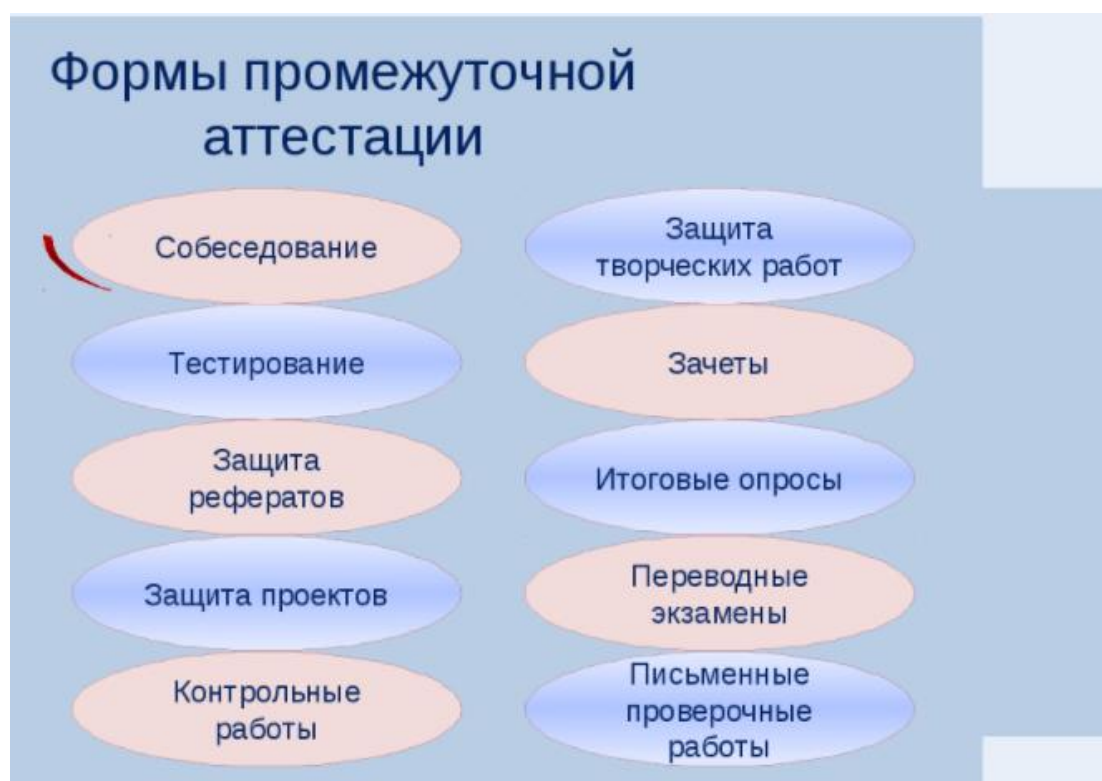 Формы промежуточной
аттестации
Собеседование
Тестирование
Защита
рефератов
Защита проектов
Контрольные
работы
Защита
творческих работ
Зачеты
Итоговые опросы
Переводные
экзамены
Письменные
проверочные
работы